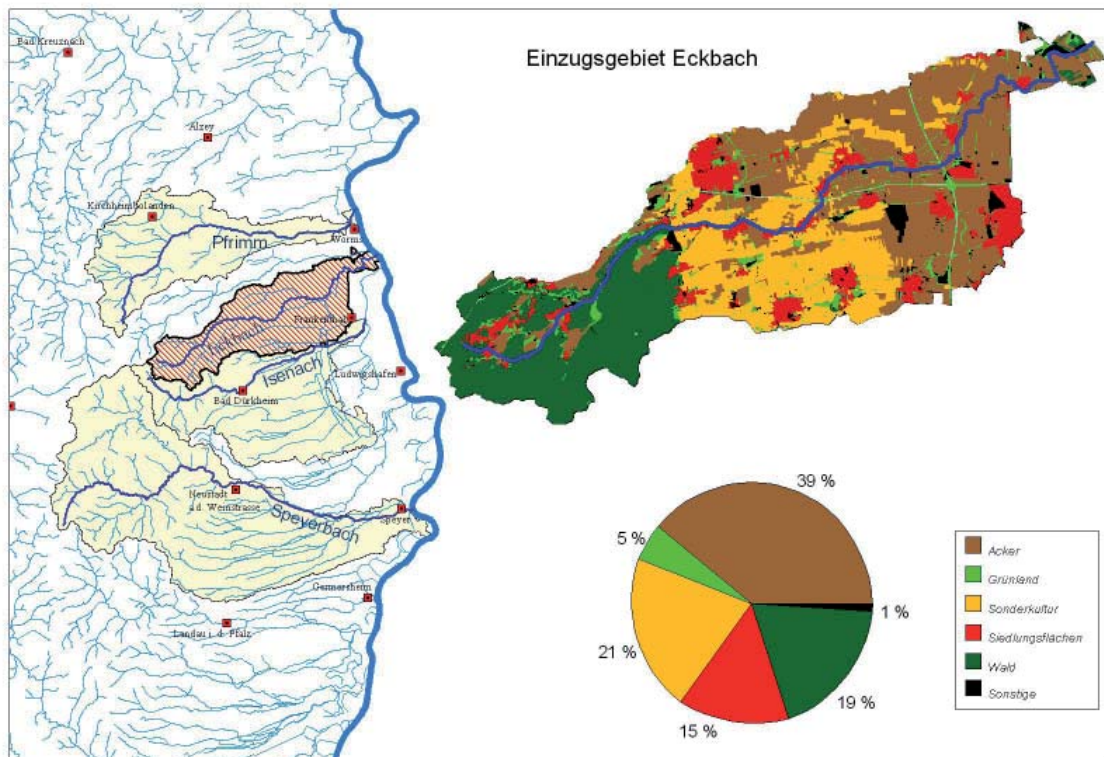 Einzugsgebiet Eckbach
Bad Kreuznach
Alzey
Kirchheimbolanden
Pfrimm
Worms
Eckbach
Frankenthal
Isenach
Ludwigshafen
Bad Dürkheim
Neustadt
a.d. Weinstrasse
Speyerbach
Speyer
Germersheim
Landau i. d. Pfalz
39 %
5 %
1 %
21 %
19 %
15 %
Acker
Grünland
Sonderkultur
Siedlungsflächen
Wald
Sonstige